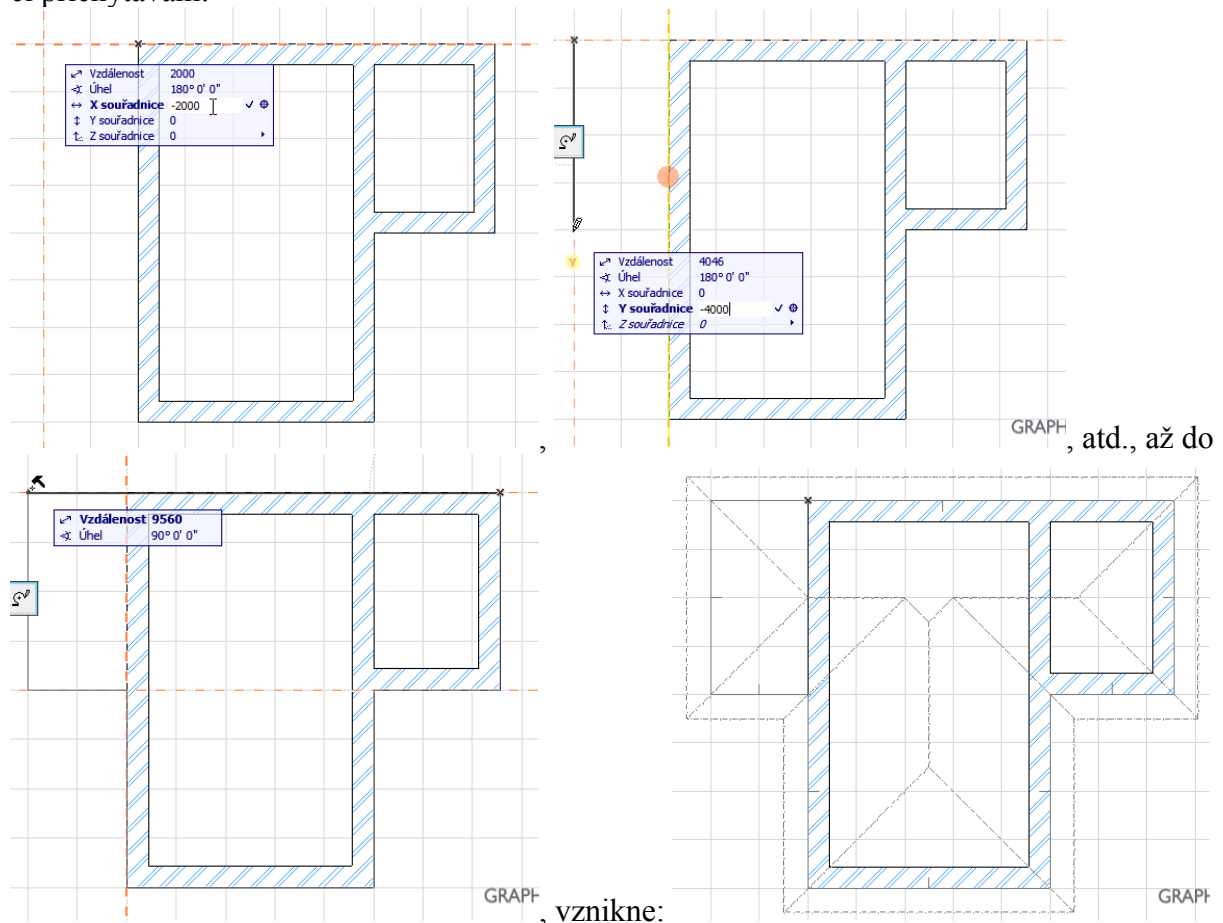 Vzdálenost 2000
Úhel 180° 0' 0"
X souřadnice -2000
Y souřadnice 0
Z souřadnice 0
Y
Vzdálenost 4046
Úhel 180° 0' 0"
X souřadnice 0
Y souřadnice -4000
Z souřadnice 0
GRAPH
, , atd., až do
Vzdálenost 9560
Úhel 90° 0' 0"
GRAPH
GRAPH
, vznikne: